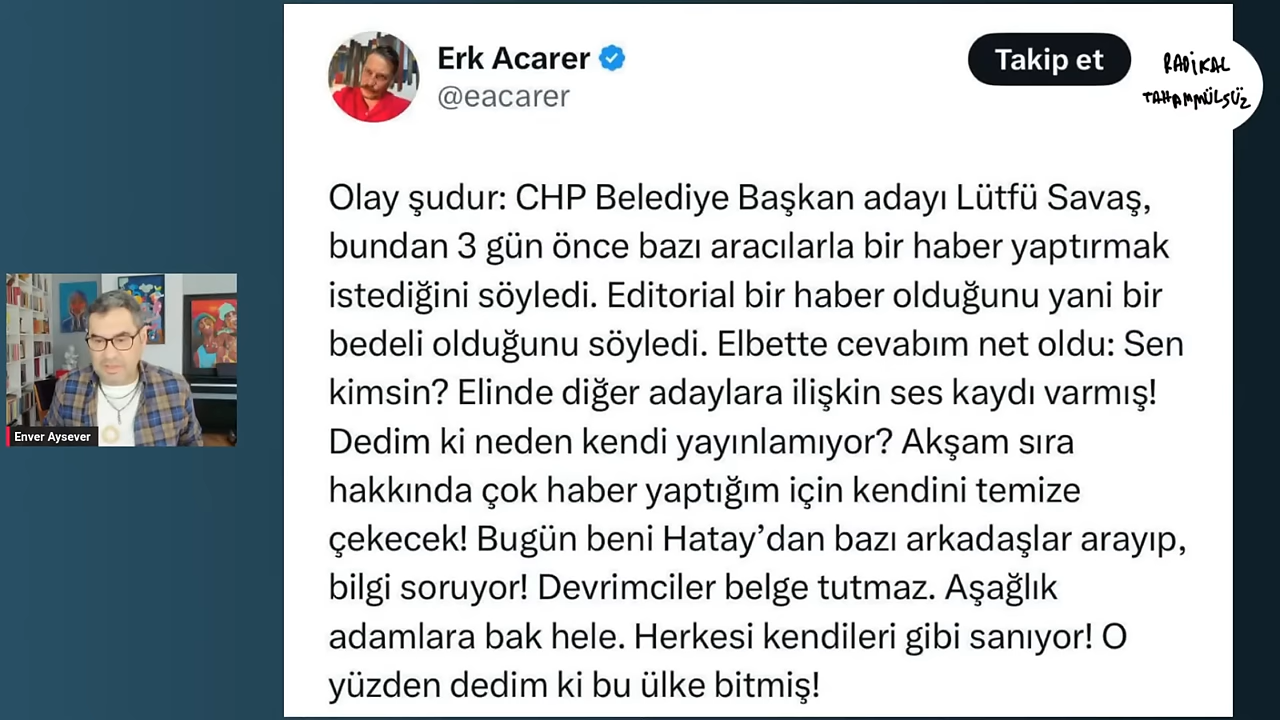 Erk Acarer
@eacarer
Takip et
RADİKAL
TAHAMMÜLSÜZ
Olay şudur: CHP Belediye Başkan adayı Lütfü Savaş,
bundan 3 gün önce bazı aracılarla bir haber yaptırmak
istediğini söyledi. Editorial bir haber olduğunu yani bir
bedeli olduğunu söyledi. Elbette cevabım net oldu: Sen
kimsin? Elinde diğer adaylara ilişkin ses kaydı varmış!
Dedim ki neden kendi yayınlamıyor? Akşam sıra
hakkında çok haber yaptığım için kendini temize
çekecek! Bugün beni Hatay’dan bazı arkadaşlar arayıp,
bilgi soruyor! Devrimciler belge tutmaz. Aşağlık
adamlara bak hele. Herkesi kendileri gibi sanıyor! O
yüzden dedim ki bu ülke bitmiş!
Enver Aysever